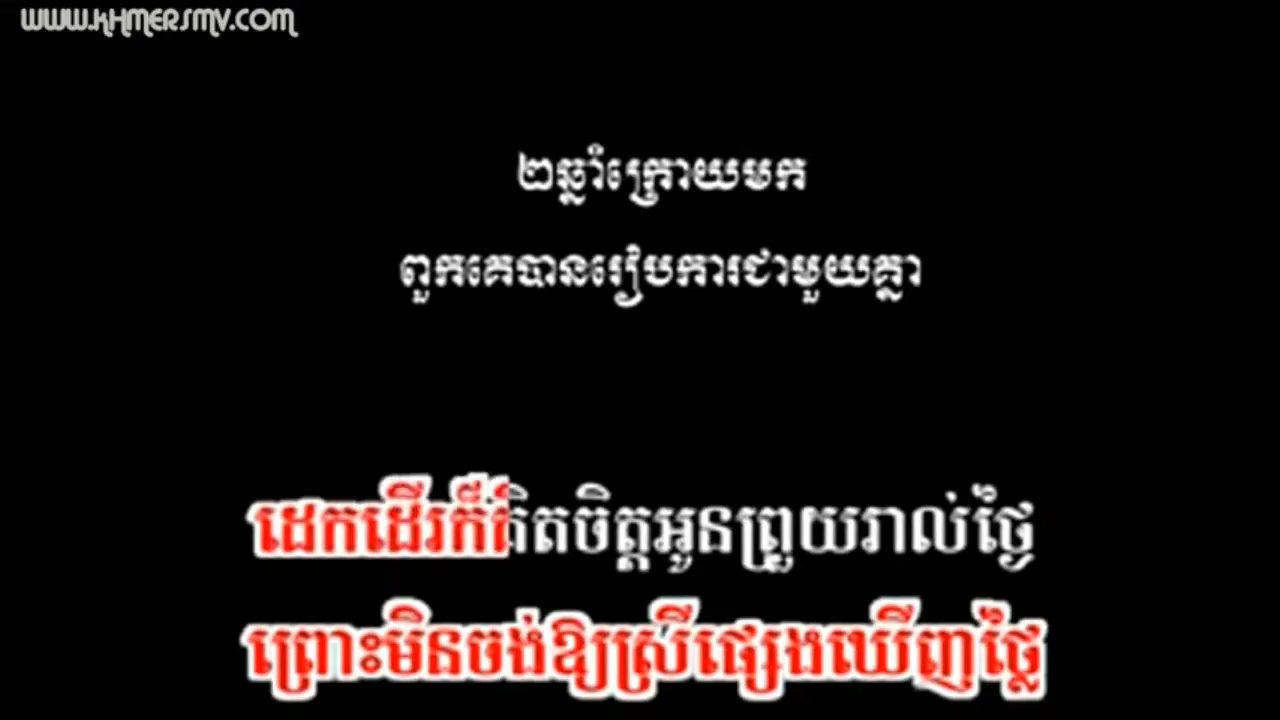 www.khmersmv.com
២ឆ្នាំក្រោយមក
ពួកគេបានរៀបការជាមួយគ្នា
ដេកដើរក៏គិតចិត្តអូនព្រួយរាល់ថ្ងៃ
ព្រោះមិនចង់ឱ្យស្រីផ្សេងឃើញថ្លៃ